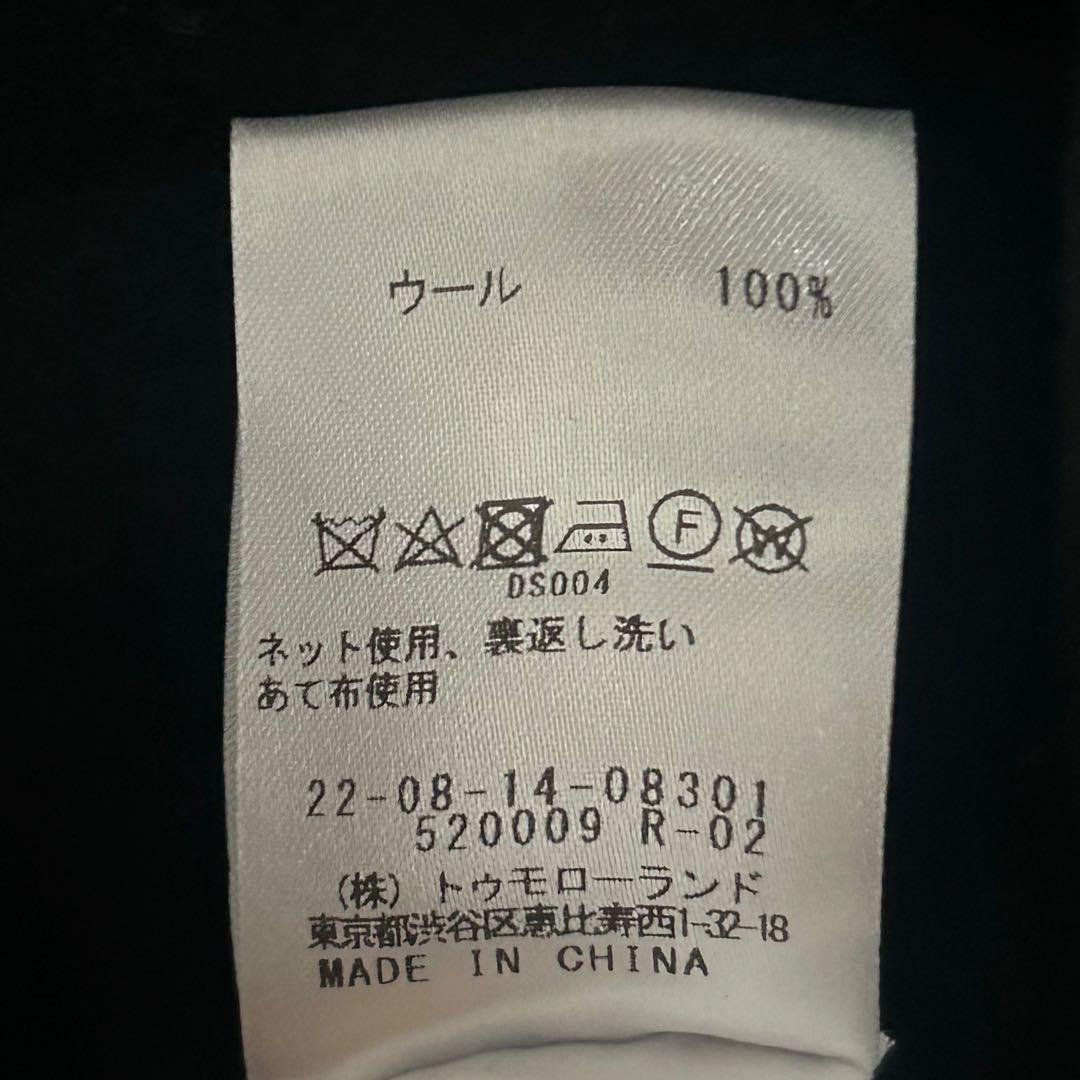 ウール 100%
F W
DS004
ネット使用、裏返し洗い
あて布使用
22-08-14-08301
520009 R-02
(株)トゥモローランド
東京都渋谷区恵比寿西1-32-18
MADE IN CHINA